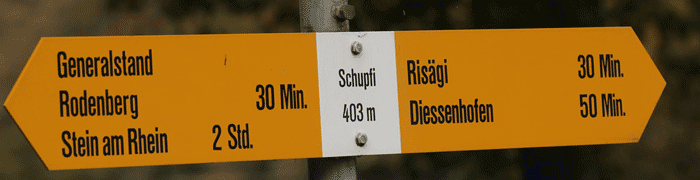 Generalstand
Rodenberg 30 Min.
Stein am Rhein 2 Std.
Schupfi
403 m
Risägi 30 Min.
Diessenhofen 50 Min.